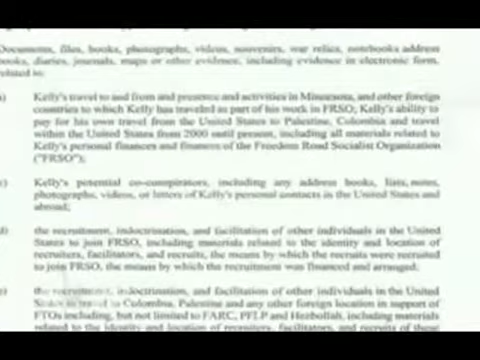 Documents, files, books, photographs, videos, souvenirs, war relics, notebooks address
books, diaries, journals, maps or other evidence, including evidence in electronic form,
related to:
Kelly's travel to and from and presence and activities in Minnesota, and other foreign
countries to which Kelly has traveled as part of his work in FRSO; Kelly's ability to
pay for his own travel from the United States to Palestine, Colombia and travel
within the United States from 2000 until present, including all materials related to
Kelly's personal finances and finances of the Freedom Road Socialist Organization
("FRSO");
Kelly's potential co-conspirators, including any address books, lists, notes,
photographs, videos, or letters of Kelly's personal contacts in the United States and
abroad;
the recruitment, indoctrination, and facilitation of other individuals in the United
States to join FRSO, including materials related to the identity and location of
recruiters, facilitators, and recruits, the means by which the recruits were recruited
to join FRSO, the means by which the recruitment was financed and arranged;
the recruitment, indoctrination, and facilitation of other individuals in the United
States to travel to Colombia, Palestine and any other foreign location in support of
FTOs including, but not limited to FARC, PFLP and Hezbollah, including materials
related to the identity and location of recruiters, facilitators, and recruits of these